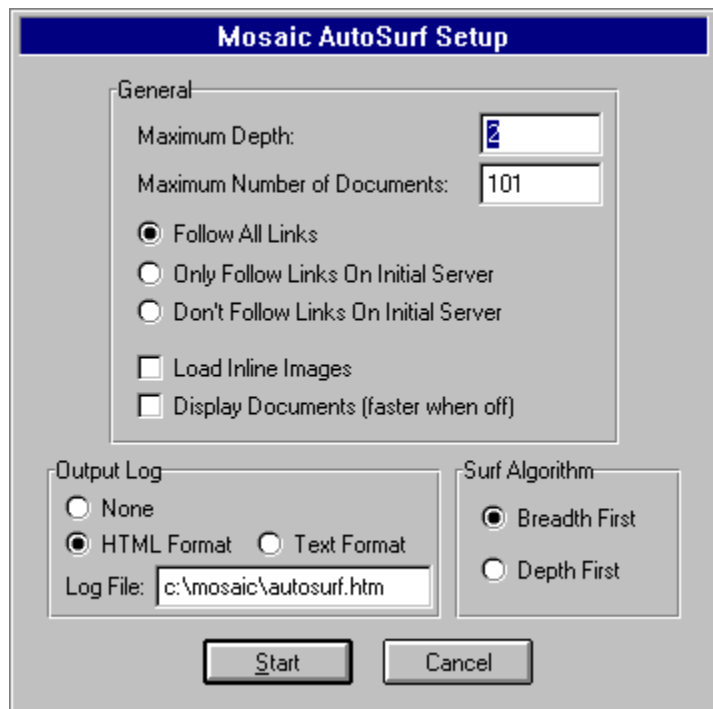 Mosaic AutoSurf Setup
General
Maximum Depth: 2
Maximum Number of Documents: 101
Follow All Links
Only Follow Links On Initial Server
Don't Follow Links On Initial Server
Load Inline Images
Display Documents (faster when off)
Output Log
None
HTML Format Text Format
Log File: c:\mosaic\autosurf.htm
Surf Algorithm
Breadth First
Depth First
Start Cancel